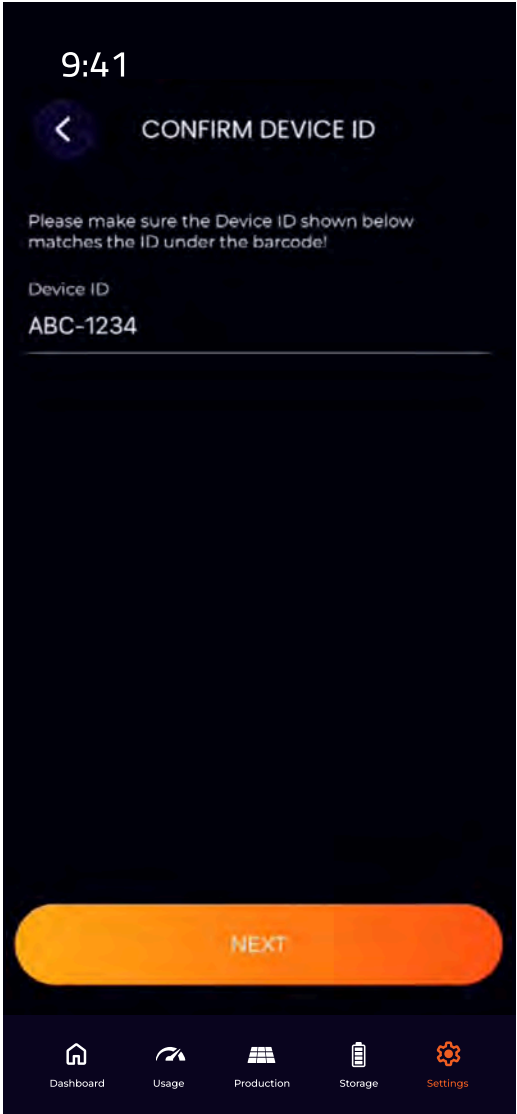 9:41
CONFIRM DEVICE ID
Please make sure the Device ID shown below
matches the ID under the barcode!
Device ID
ABC-1234
NEXT
Dashboard
Usage
Production
Storage
Settings